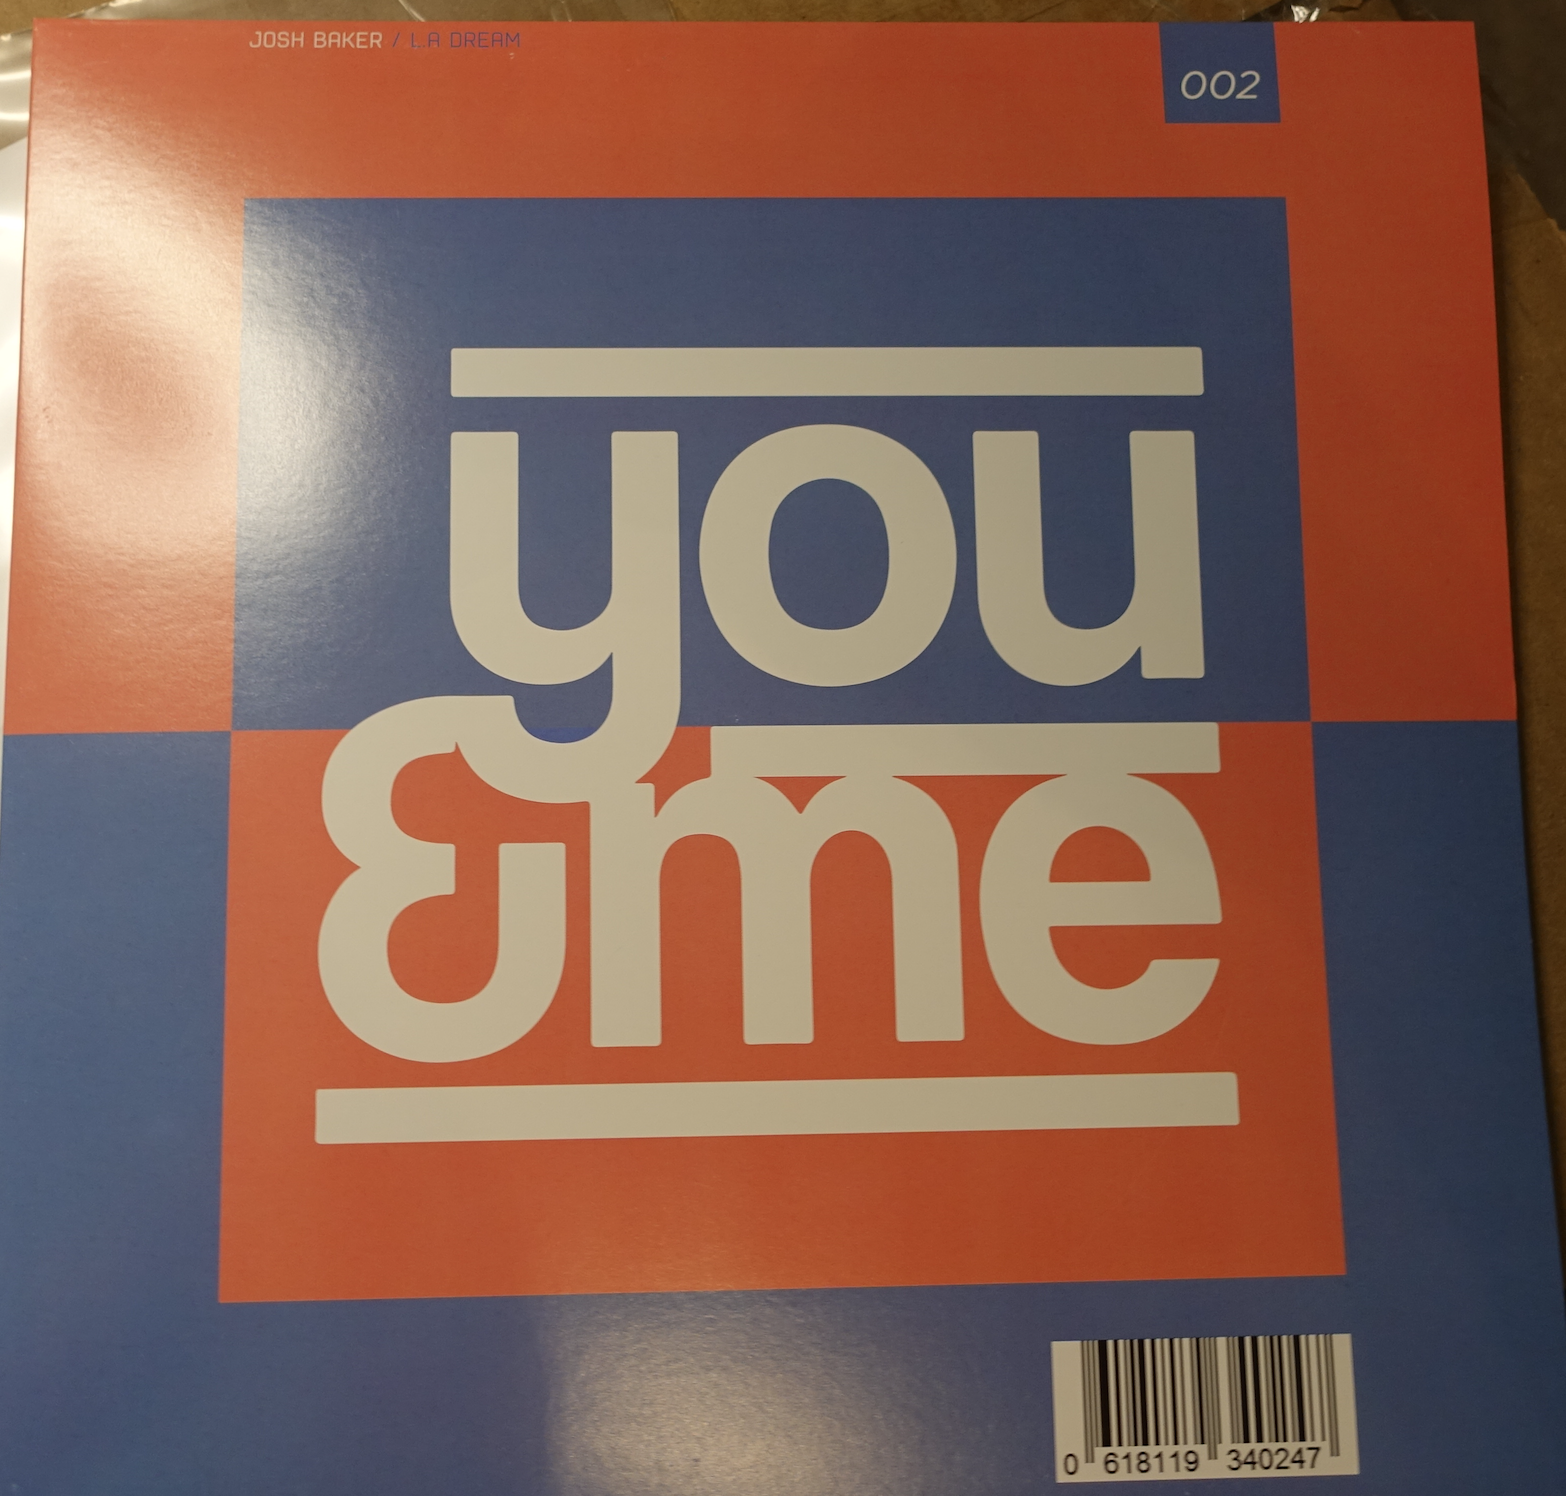 JOSH BAKER / L.A DREAM
002
you
&me
0 618119 340247